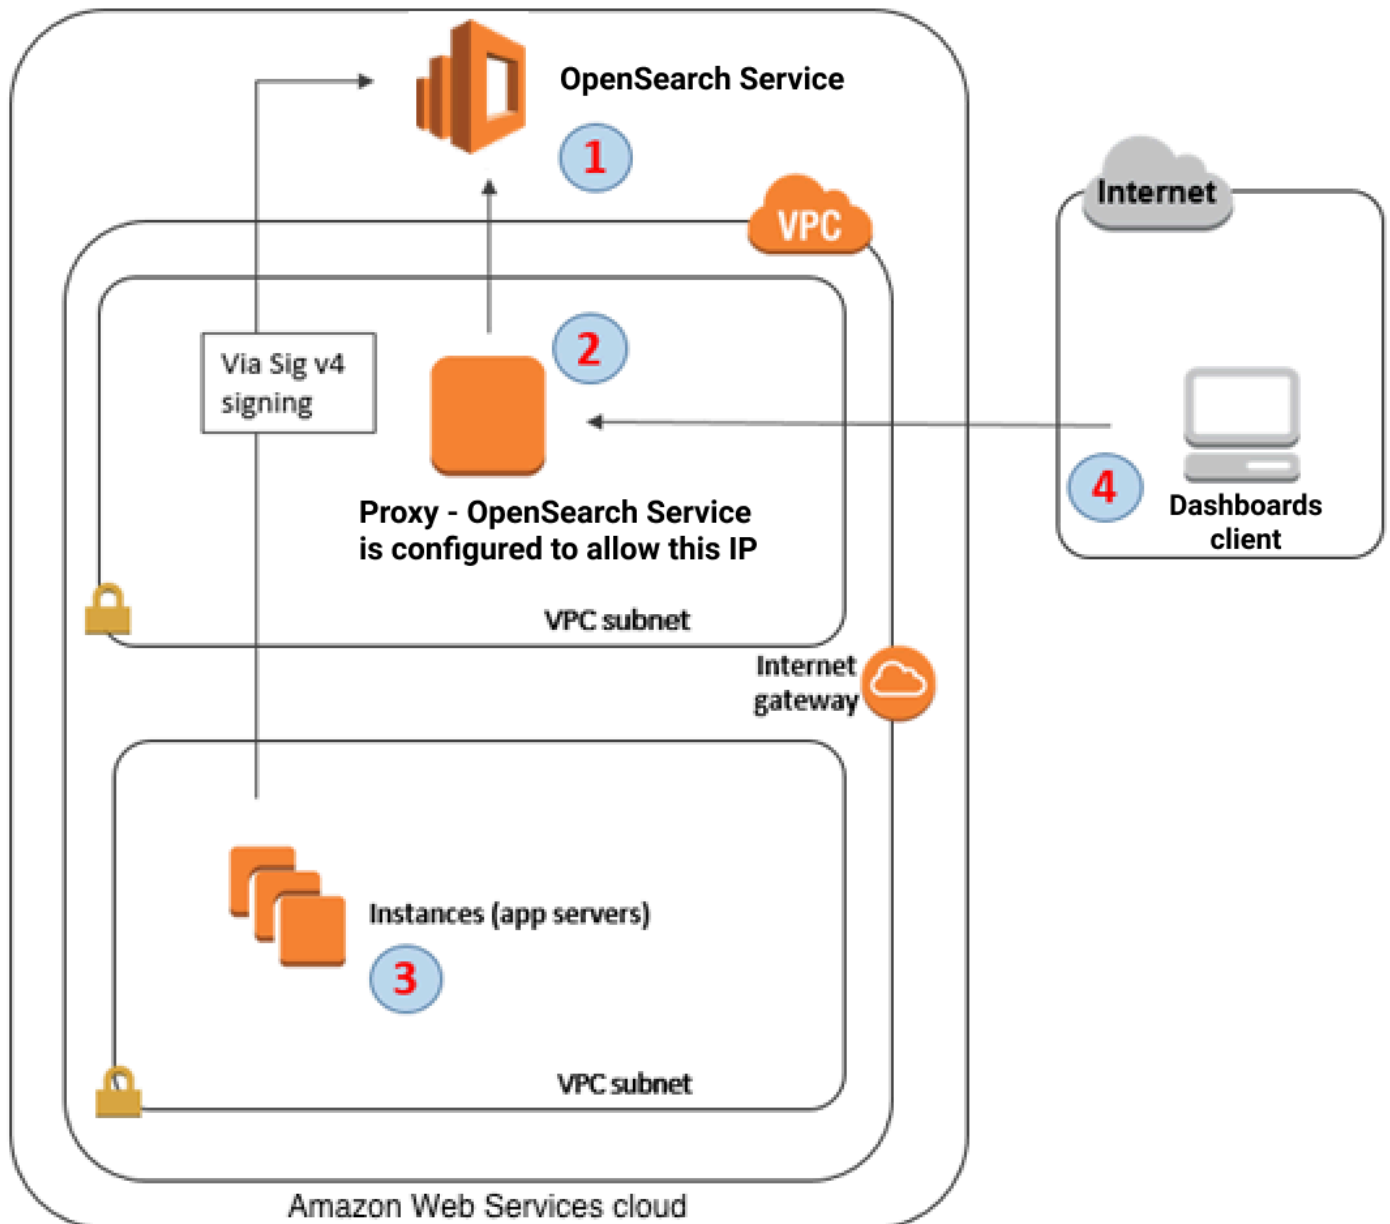 OpenSearch Service
1
VPC
Internet
Via Sig v4
signing
2
4
Dashboards
client
Proxy - OpenSearch Service
is configured to allow this IP
VPC subnet
Internet
gateway
Instances (app servers)
3
VPC subnet
Amazon Web Services cloud